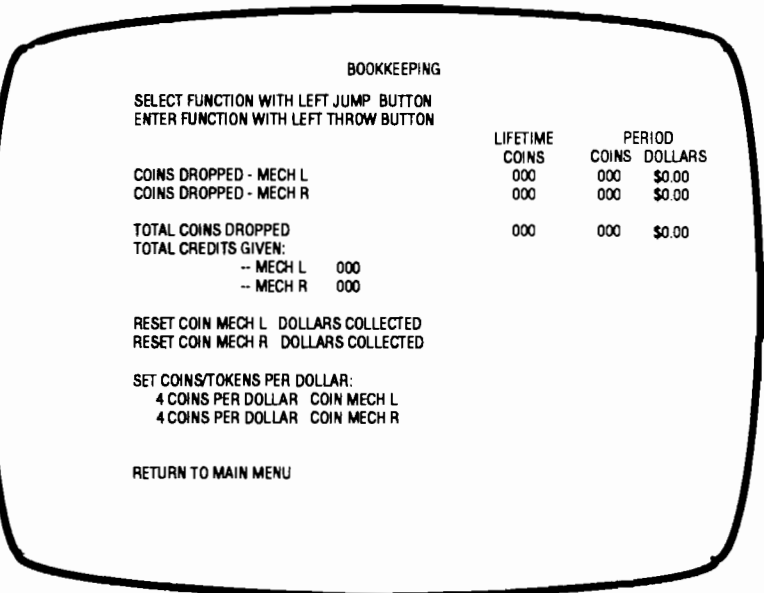 BOOKKEEPING
SELECT FUNCTION WITH LEFT JUMP BUTTON
ENTER FUNCTION WITH LEFT THROW BUTTON
LIFETIME PERIOD
COINS COINS DOLLARS
COINS DROPPED - MECH L 000 000 $0.00
COINS DROPPED - MECH R 000 000 $0.00
TOTAL COINS DROPPED 000 000 $0.00
TOTAL CREDITS GIVEN:
-- MECH L 000
-- MECH R 000
RESET COIN MECH L DOLLARS COLLECTED
RESET COIN MECH R DOLLARS COLLECTED
SET COINS/TOKENS PER DOLLAR:
4 COINS PER DOLLAR COIN MECH L
4 COINS PER DOLLAR COIN MECH R
RETURN TO MAIN MENU